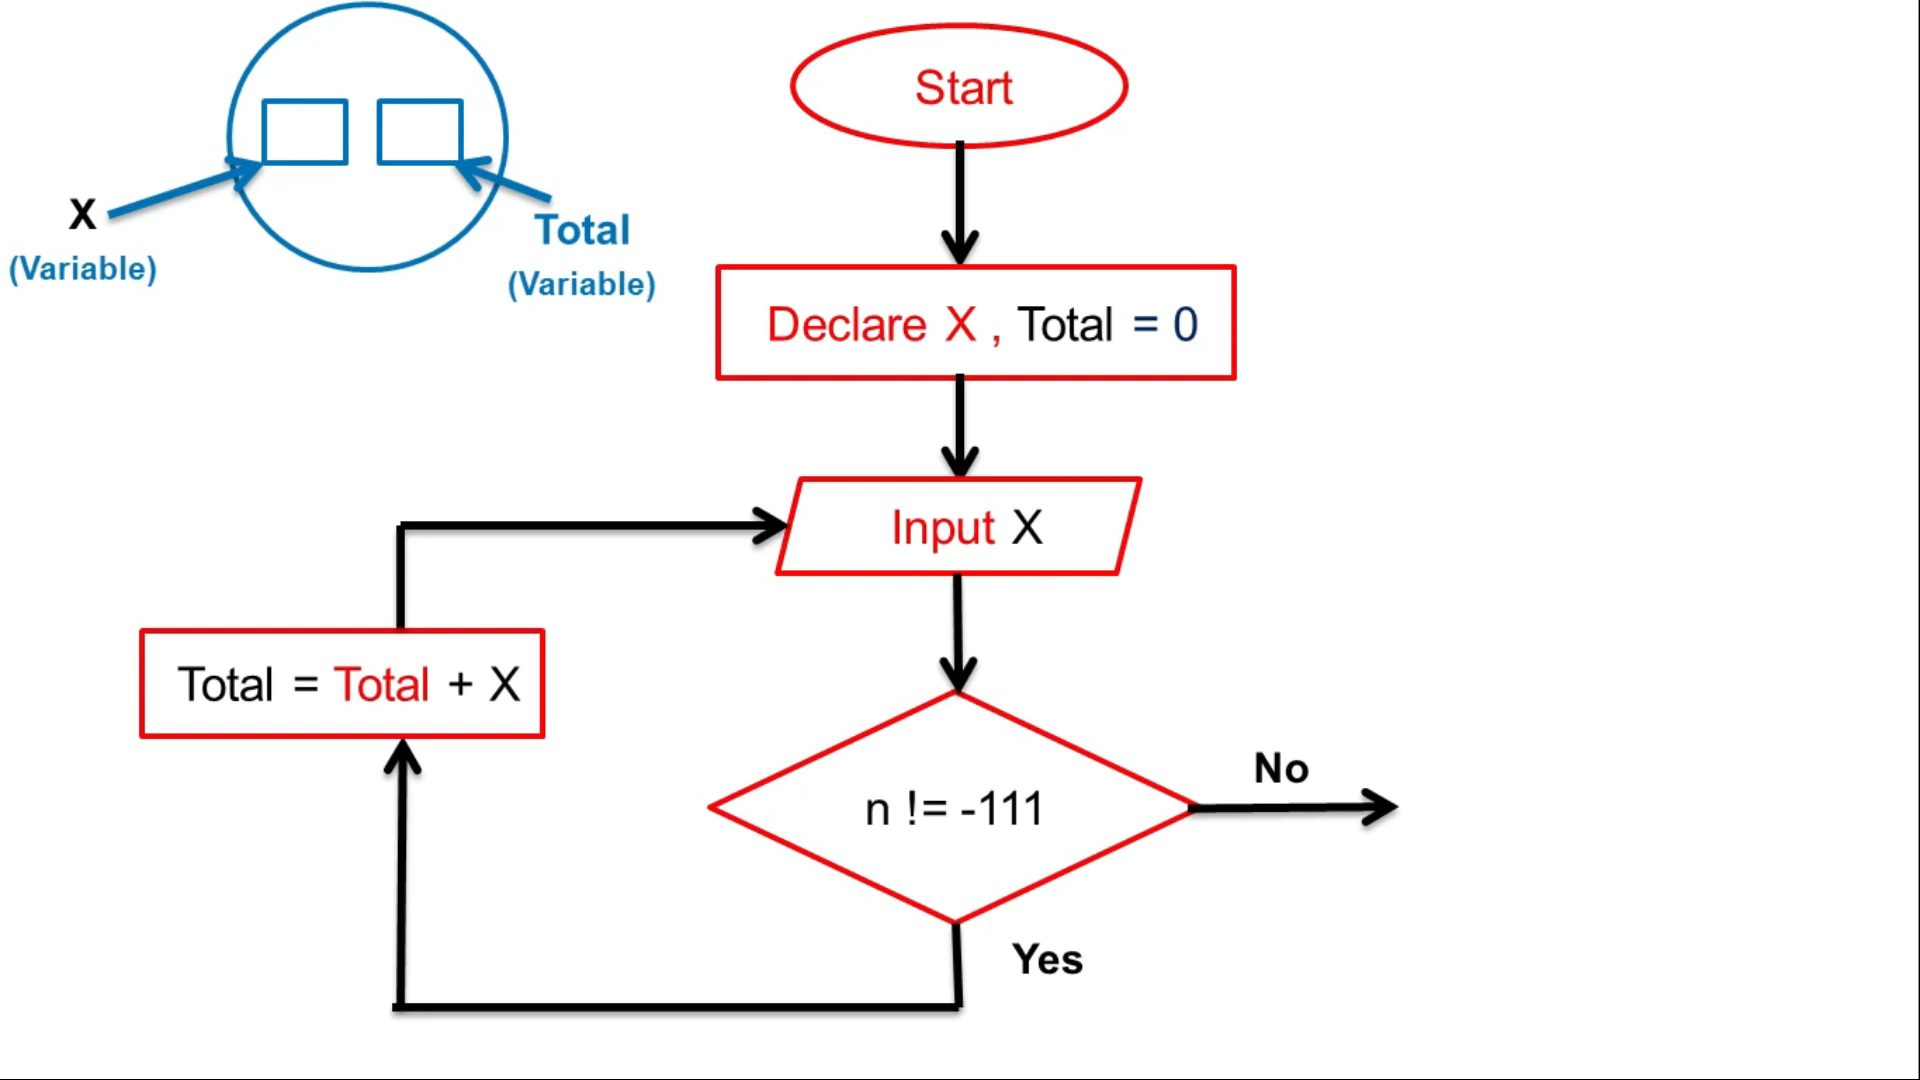 Start
X
(Variable)
Total
(Variable)
Declare X , Total = 0
Input X
Total = Total + X
n != -111
No
Yes